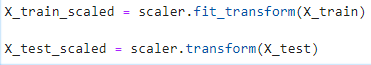 X_train_scaled = scaler.fit_transform(X_train)
X_test_scaled = scaler.transform(X_test)